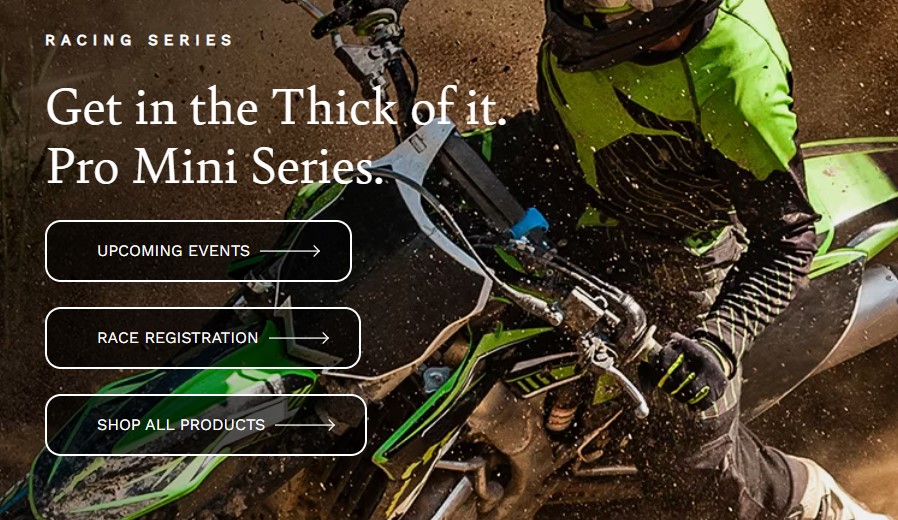 RACING SERIES
Get in the Thick of it.
Pro Mini Series.
UPCOMING EVENTS
RACE REGISTRATION
SHOP ALL PRODUCTS